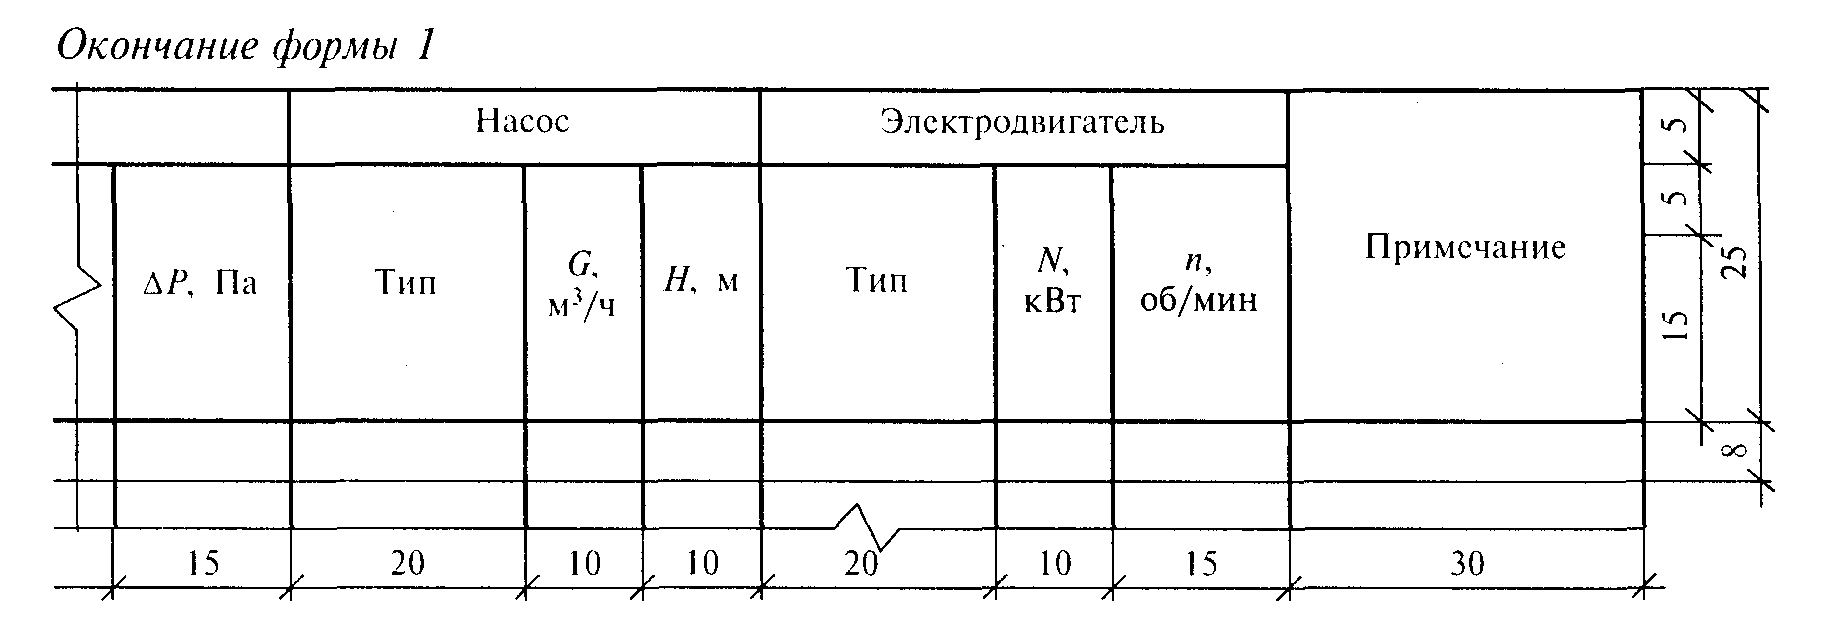 Окончание формы 1
Насос
Электродвигатель
Примечание
ΔP, Па
Тип
G,
м³/ч
H, м
Тип
N,
кВт
n,
об/мин
5
5
15
25
8
15
20
10
10
20
10
15
30